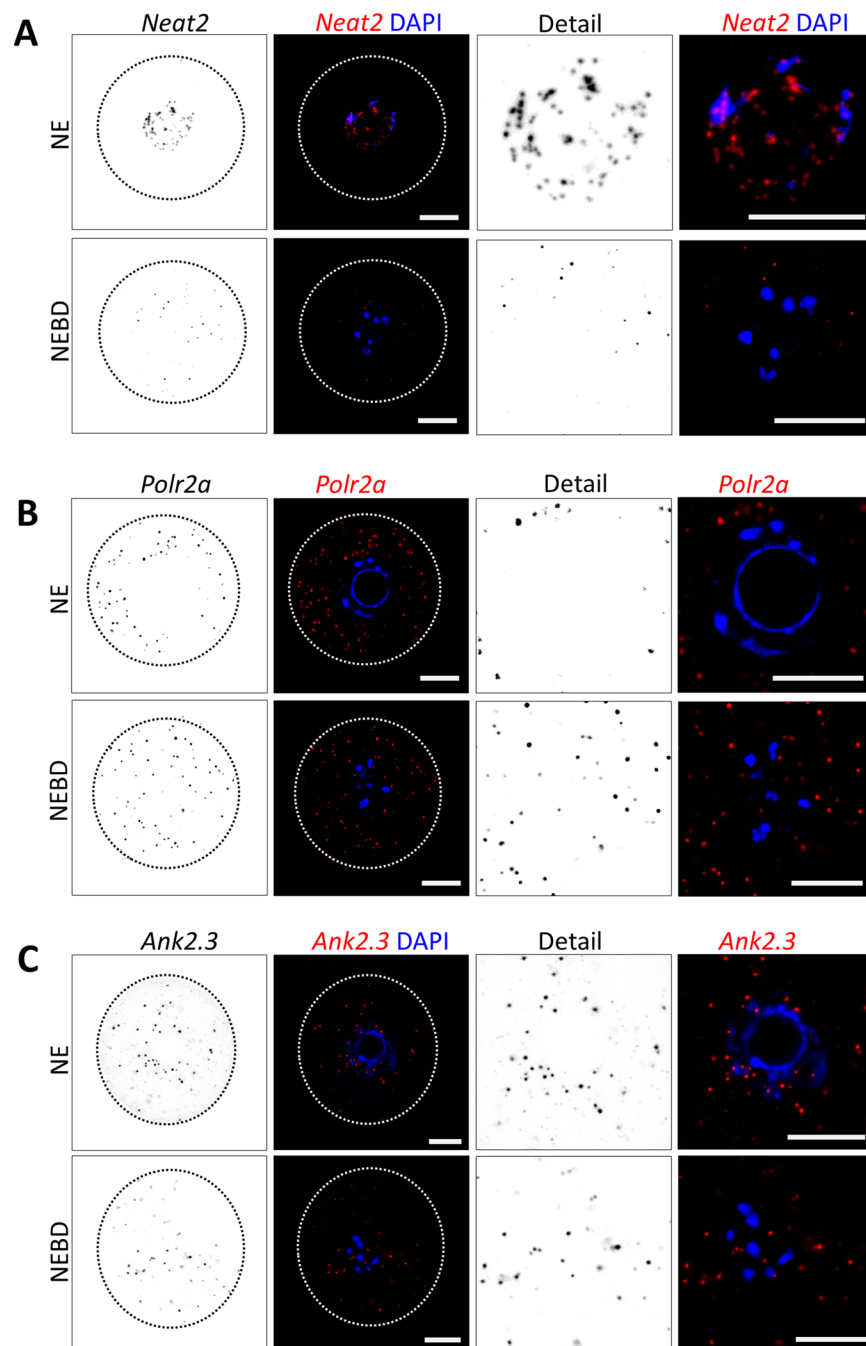 A
Neat2
Neat2 DAPI
Detail
Neat2 DAPI
NE
NEBD
B
Polr2a
Polr2a
Detail
Polr2a
NE
NEBD
C
Ank2.3
Ank2.3 DAPI
Detail
Ank2.3
NE
NEBD